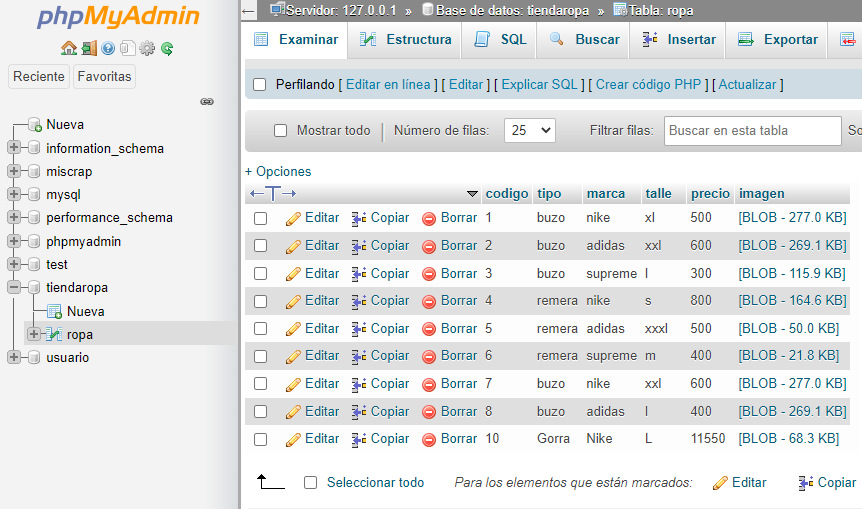 phpMyAdmin
Reciente Favoritas
Nueva
information_schema
miscrap
mysql
performance_schema
phpmyadmin
test
tiendaropa
Nueva
ropa
usuario
Servidor: 127.0.0.1 » Base de datos: tiendaropa » Tabla: ropa
Examinar Estructura SQL Buscar Insertar Exportar
Perfilando [ Editar en línea ] [ Editar ] [ Explicar SQL ] [ Crear código PHP ] [ Actualizar ]
Mostrar todo Número de filas: 25 Filtrar filas: Buscar en esta tabla So
+ Opciones
←T→ codigo tipo marca talle precio imagen
Editar Copiar Borrar 1 buzo nike xl 500 [BLOB - 277.0 KB]
Editar Copiar Borrar 2 buzo adidas xxl 600 [BLOB - 269.1 KB]
Editar Copiar Borrar 3 buzo supreme l 300 [BLOB - 115.9 KB]
Editar Copiar Borrar 4 remera nike s 800 [BLOB - 164.6 KB]
Editar Copiar Borrar 5 remera adidas xxxl 500 [BLOB - 50.0 KB]
Editar Copiar Borrar 6 remera supreme m 400 [BLOB - 21.8 KB]
Editar Copiar Borrar 7 buzo nike xxl 600 [BLOB - 277.0 KB]
Editar Copiar Borrar 8 buzo adidas l 400 [BLOB - 269.1 KB]
Editar Copiar Borrar 10 Gorra Nike L 11550 [BLOB - 68.3 KB]
Seleccionar todo Para los elementos que están marcados: Editar Copiar